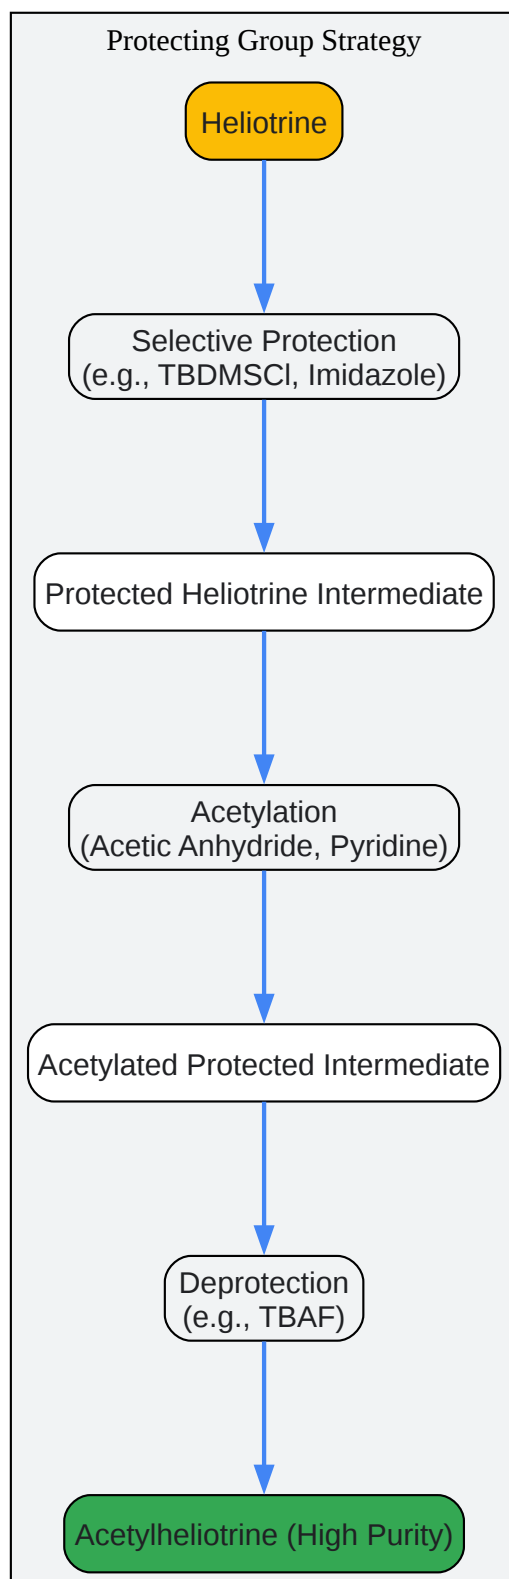 Protecting Group Strategy
Heliotrine
Selective Protection
(e.g., TBDMSCl, Imidazole)
Protected Heliotrine Intermediate
Acetylation
(Acetic Anhydride, Pyridine)
Acetylated Protected Intermediate
Deprotection
(e.g., TBAF)
Acetylheliotrine (High Purity)